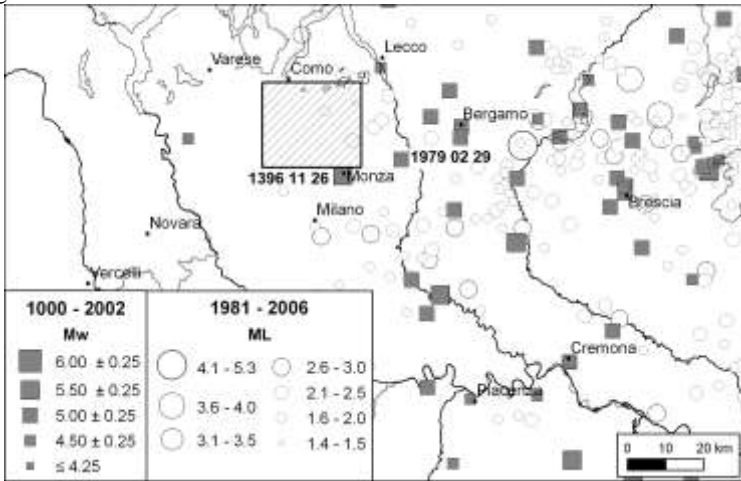 Lecco
Varese
Como
Bergamo
1979 02 29
1396 11 26
Monza
Brescia
Milano
Novara
Vercelli
1000 - 2002
Mw
6.00 ± 0.25
5.50 ± 0.25
5.00 ± 0.25
4.50 ± 0.25
≤ 4.25
1981 - 2006
ML
4.1 - 5.3
3.6 - 4.0
3.1 - 3.5
2.6 - 3.0
2.1 - 2.5
1.6 - 2.0
1.4 - 1.5
Cremona
Piacenza
0 10 20 km